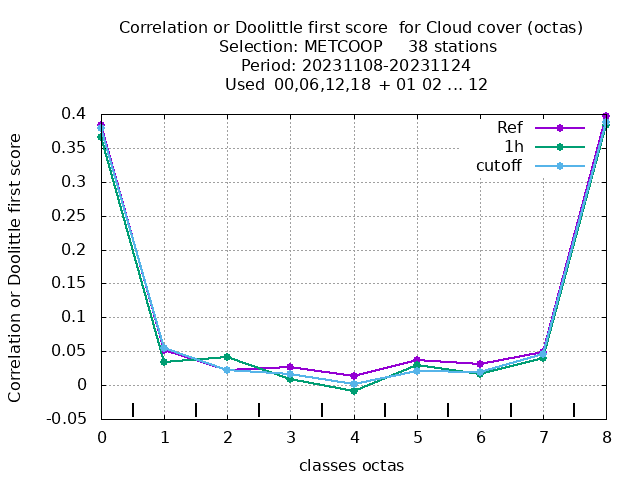 Correlation or Doolittle first score  for Cloud cover (octas)
Selection: METCOOP     38 stations
Period: 20231108-20231124
Used  00,06,12,18 + 01 02 ... 12
Correlation or Doolittle first score
0.4
0.35
0.3
0.25
0.2
0.15
0.1
0.05
0
-0.05
Ref
1h
cutoff
0 1 2 3 4 5 6 7 8
classes octas